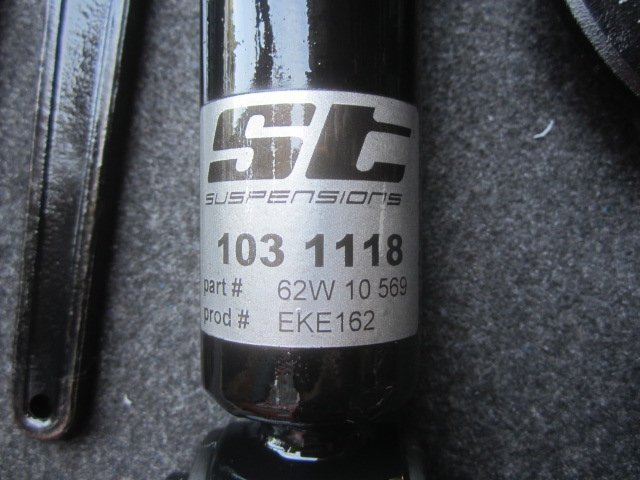 ST
SUSPENSIONS
103 1118
part # 62W 10 569
prod # EKE162